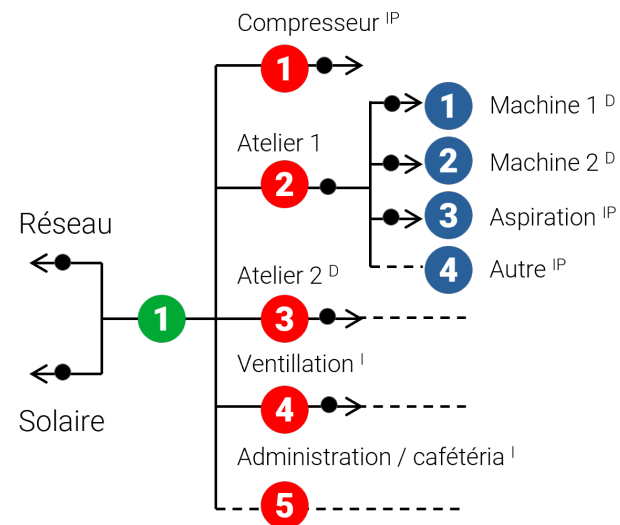 Compresseur IP
1
Atelier 1
2
1 Machine 1 D
2 Machine 2 D
3 Aspiration IP
4 Autre IP
Réseau
1
Solaire
Atelier 2 D
3
Ventillation I
4
Administration / cafétéria I
5